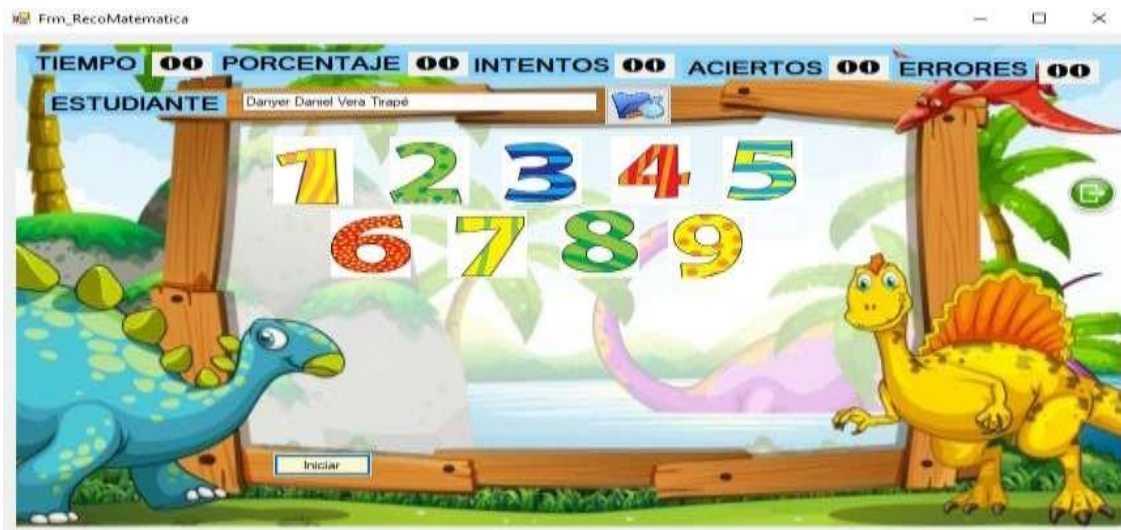 Frm_RecoMatematica
TIEMPO 00 PORCENTAJE 00 INTENTOS 00 ACIERTOS 00 ERRORES 00
ESTUDIANTE Danyer Daniel Vera Tirapé
1 2 3 4 5
6 7 8 9
Iniciar